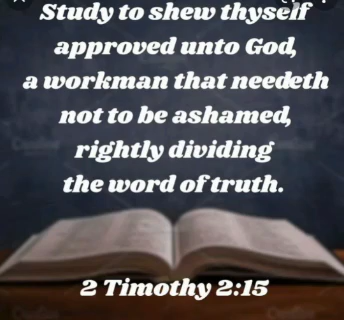 Study to shew thyself
approved unto God,
a workman that needeth
not to be ashamed,
rightly dividing
the word of truth.
2 Timothy 2:15